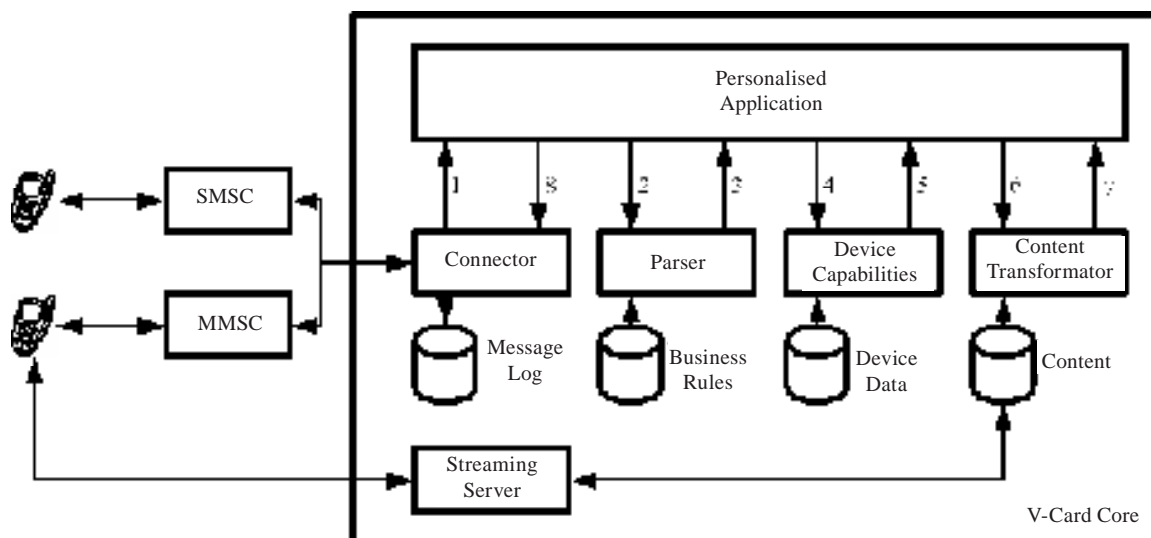 Personalised
Application
1
8
2
3
4
5
6
7
SMSC
Connector
Parser
Device
Capabilities
Content
Transformator
MMSC
Message
Log
Business
Rules
Device
Data
Content
Streaming
Server
V-Card Core